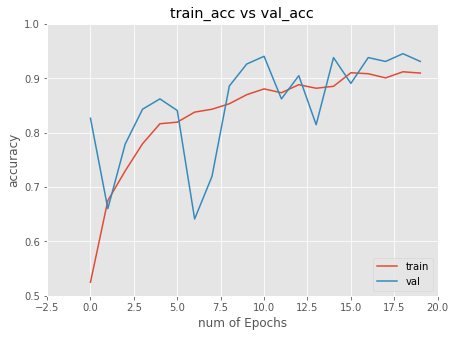 train_acc vs val_acc
1.0
0.9
0.8
0.7
0.6
0.5
accuracy
−2.5 0.0 2.5 5.0 7.5 10.0 12.5 15.0 17.5 20.0
num of Epochs
train
val